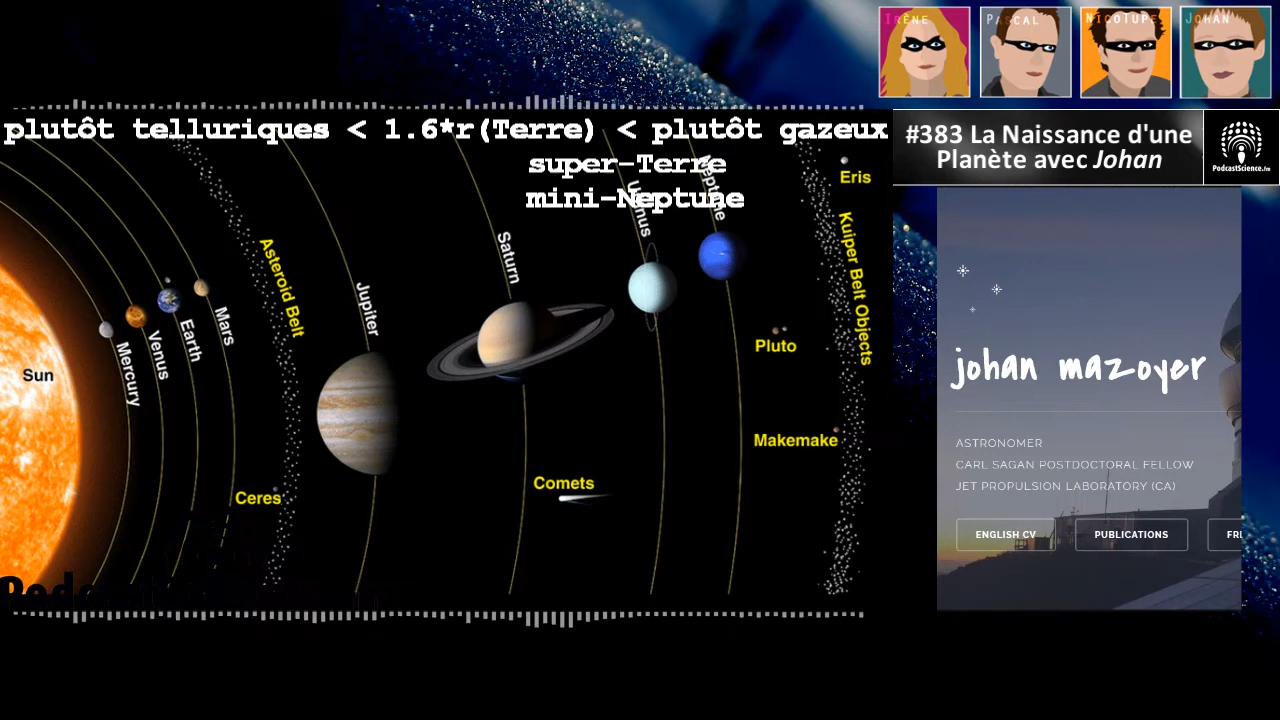 IRÈNE
PASCAL
NICOTUPE
JOHAN
plutôt telluriques < 1.6*r(Terre) < plutôt gazeux
super-Terre
mini-Neptune
#383 La Naissance d'une
Planète avec Johan
PodcastScience.fm
Sun
Mercury
Venus
Earth
Mars
Asteroid Belt
Ceres
Jupiter
Saturn
Comets
Uranus
Neptune
Pluto
Makemake
Eris
Kuiper Belt Objects
johan mazoyer
ASTRONOMER
CARL SAGAN POSTDOCTORAL FELLOW
JET PROPULSION LABORATORY (CA)
ENGLISH CV
PUBLICATIONS